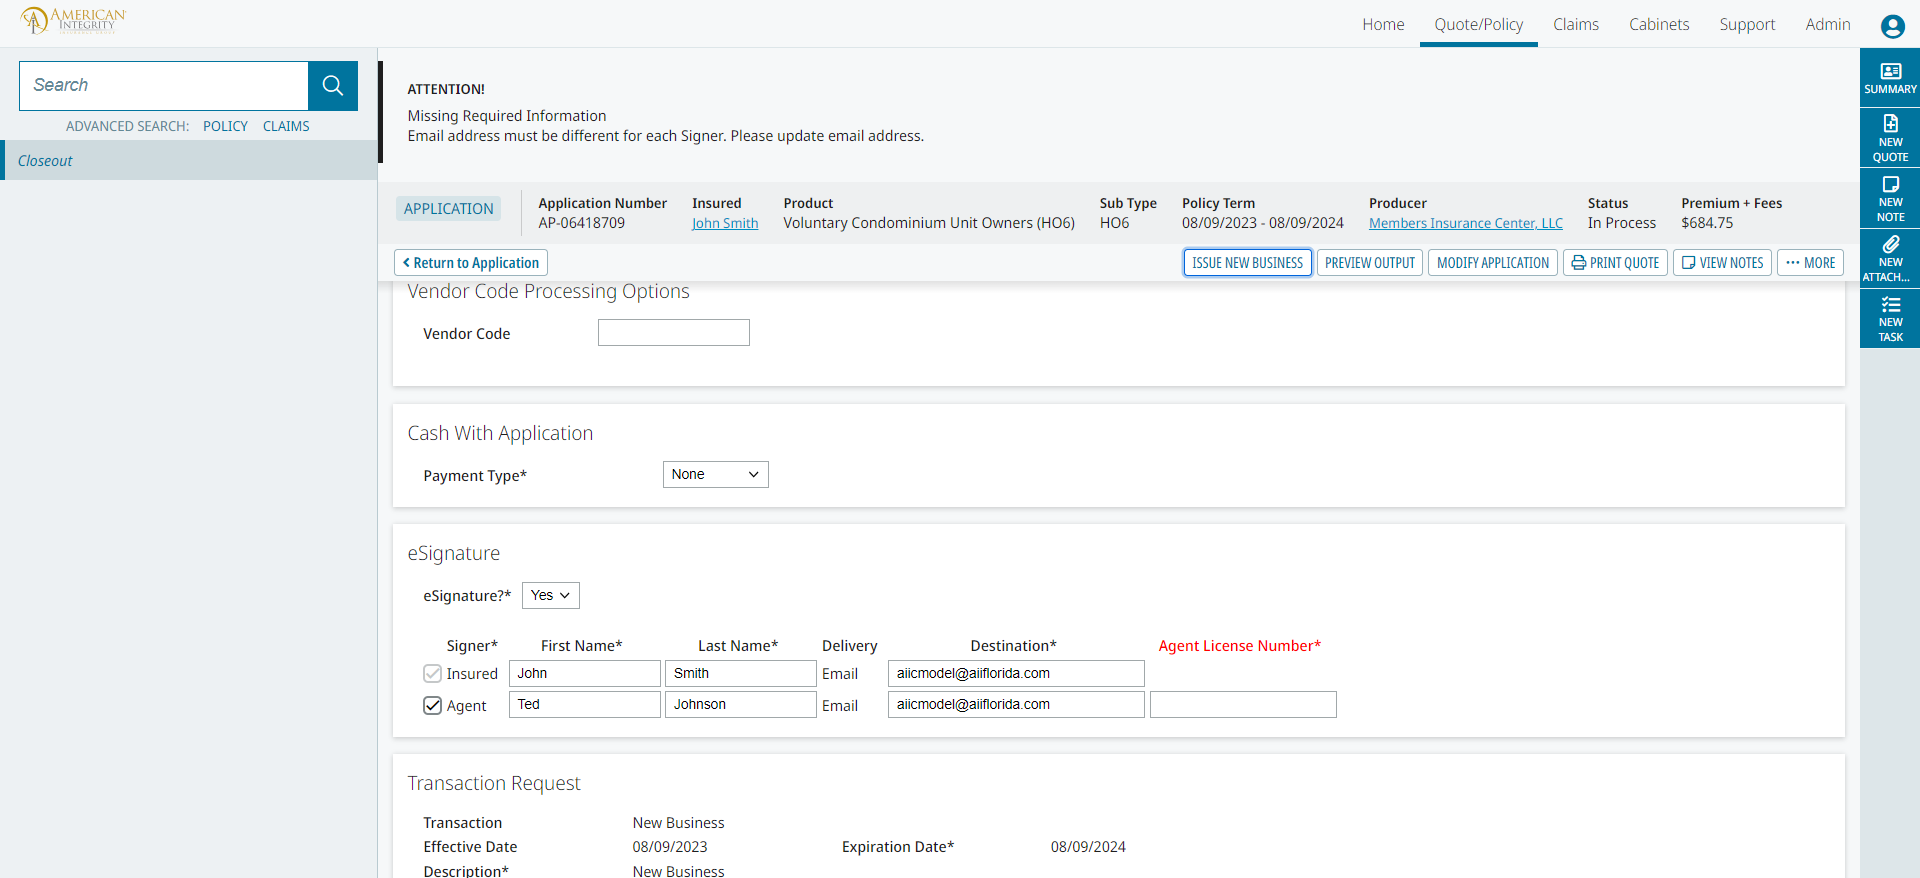 AMERICAN
INTEGRITY
Home Quote/Policy Claims Cabinets Support Admin
Search
ADVANCED SEARCH: POLICY CLAIMS
Closeout
ATTENTION!
Missing Required Information
Email address must be different for each Signer. Please update email address.
APPLICATION
Application Number Insured Product Sub Type Policy Term Producer Status Premium + Fees
AP-06418709 John Smith Voluntary Condominium Unit Owners (HO6) HO6 08/09/2023 - 08/09/2024 Members Insurance Center, LLC In Process $684.75
Return to Application ISSUE NEW BUSINESS PREVIEW OUTPUT MODIFY APPLICATION PRINT QUOTE VIEW NOTES ••• MORE
SUMMARY
NEW
QUOTE
NEW
NOTE
NEW
ATTACH...
NEW
TASK
Vendor Code Processing Options
Vendor Code
Cash With Application
Payment Type* None
eSignature
eSignature?* Yes
Signer* First Name* Last Name* Delivery Destination* Agent License Number*
Insured John Smith Email aiicmodel@aiiflorida.com
Agent Ted Johnson Email aiicmodel@aiiflorida.com
Transaction Request
Transaction New Business
Effective Date 08/09/2023 Expiration Date* 08/09/2024
Description* New Business